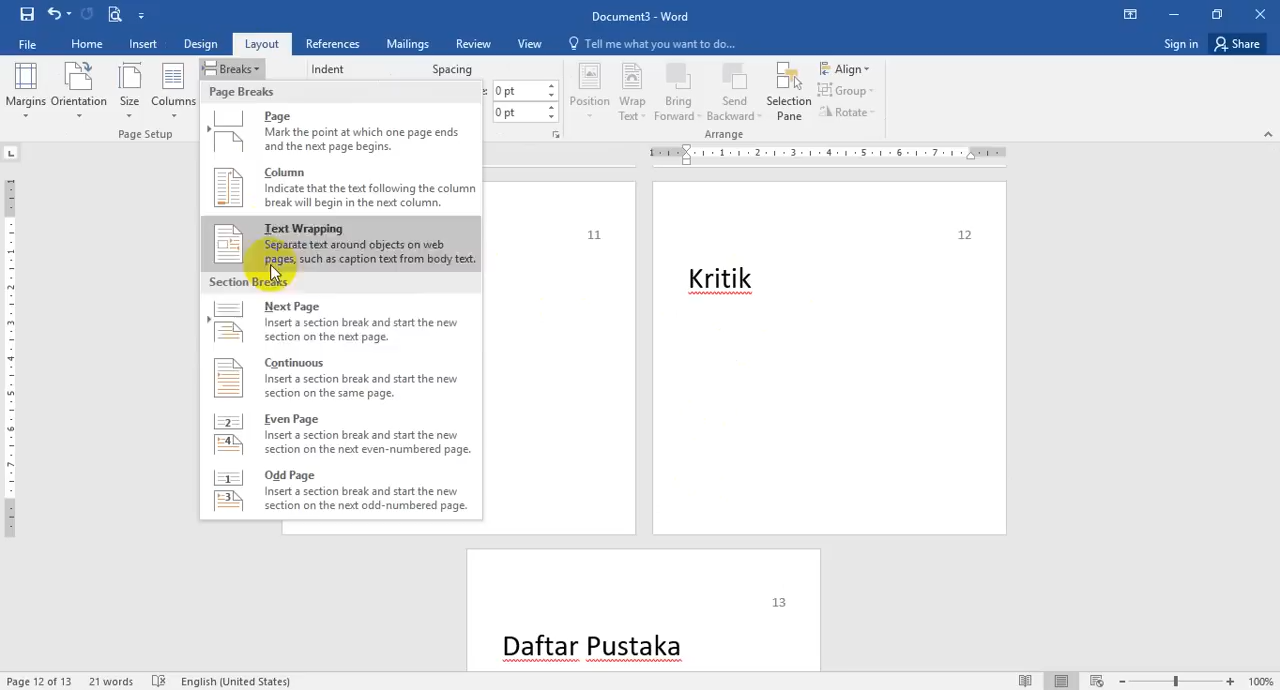 Document3 - Word
File Home Insert Design Layout References Mailings Review View Tell me what you want to do... Sign in Share
Breaks Indent Spacing
Margins Orientation Size Columns
0 pt
0 pt
Position Wrap Text Bring Forward Send Backward Selection Pane
Align
Group
Rotate
Page Setup Arrange
Page Breaks
Page
Mark the point at which one page ends
and the next page begins.
Column
Indicate that the text following the column
break will begin in the next column.
Text Wrapping
Separate text around objects on web
pages, such as caption text from body text.
Section Breaks
Next Page
Insert a section break and start the new
section on the next page.
Continuous
Insert a section break and start the new
section on the same page.
Even Page
Insert a section break and start the new
section on the next even-numbered page.
Odd Page
Insert a section break and start the new
section on the next odd-numbered page.
1 1 2 3 4 5 6 7
11
12
Kritik
13
Daftar Pustaka
Page 12 of 13 21 words English (United States) 100%